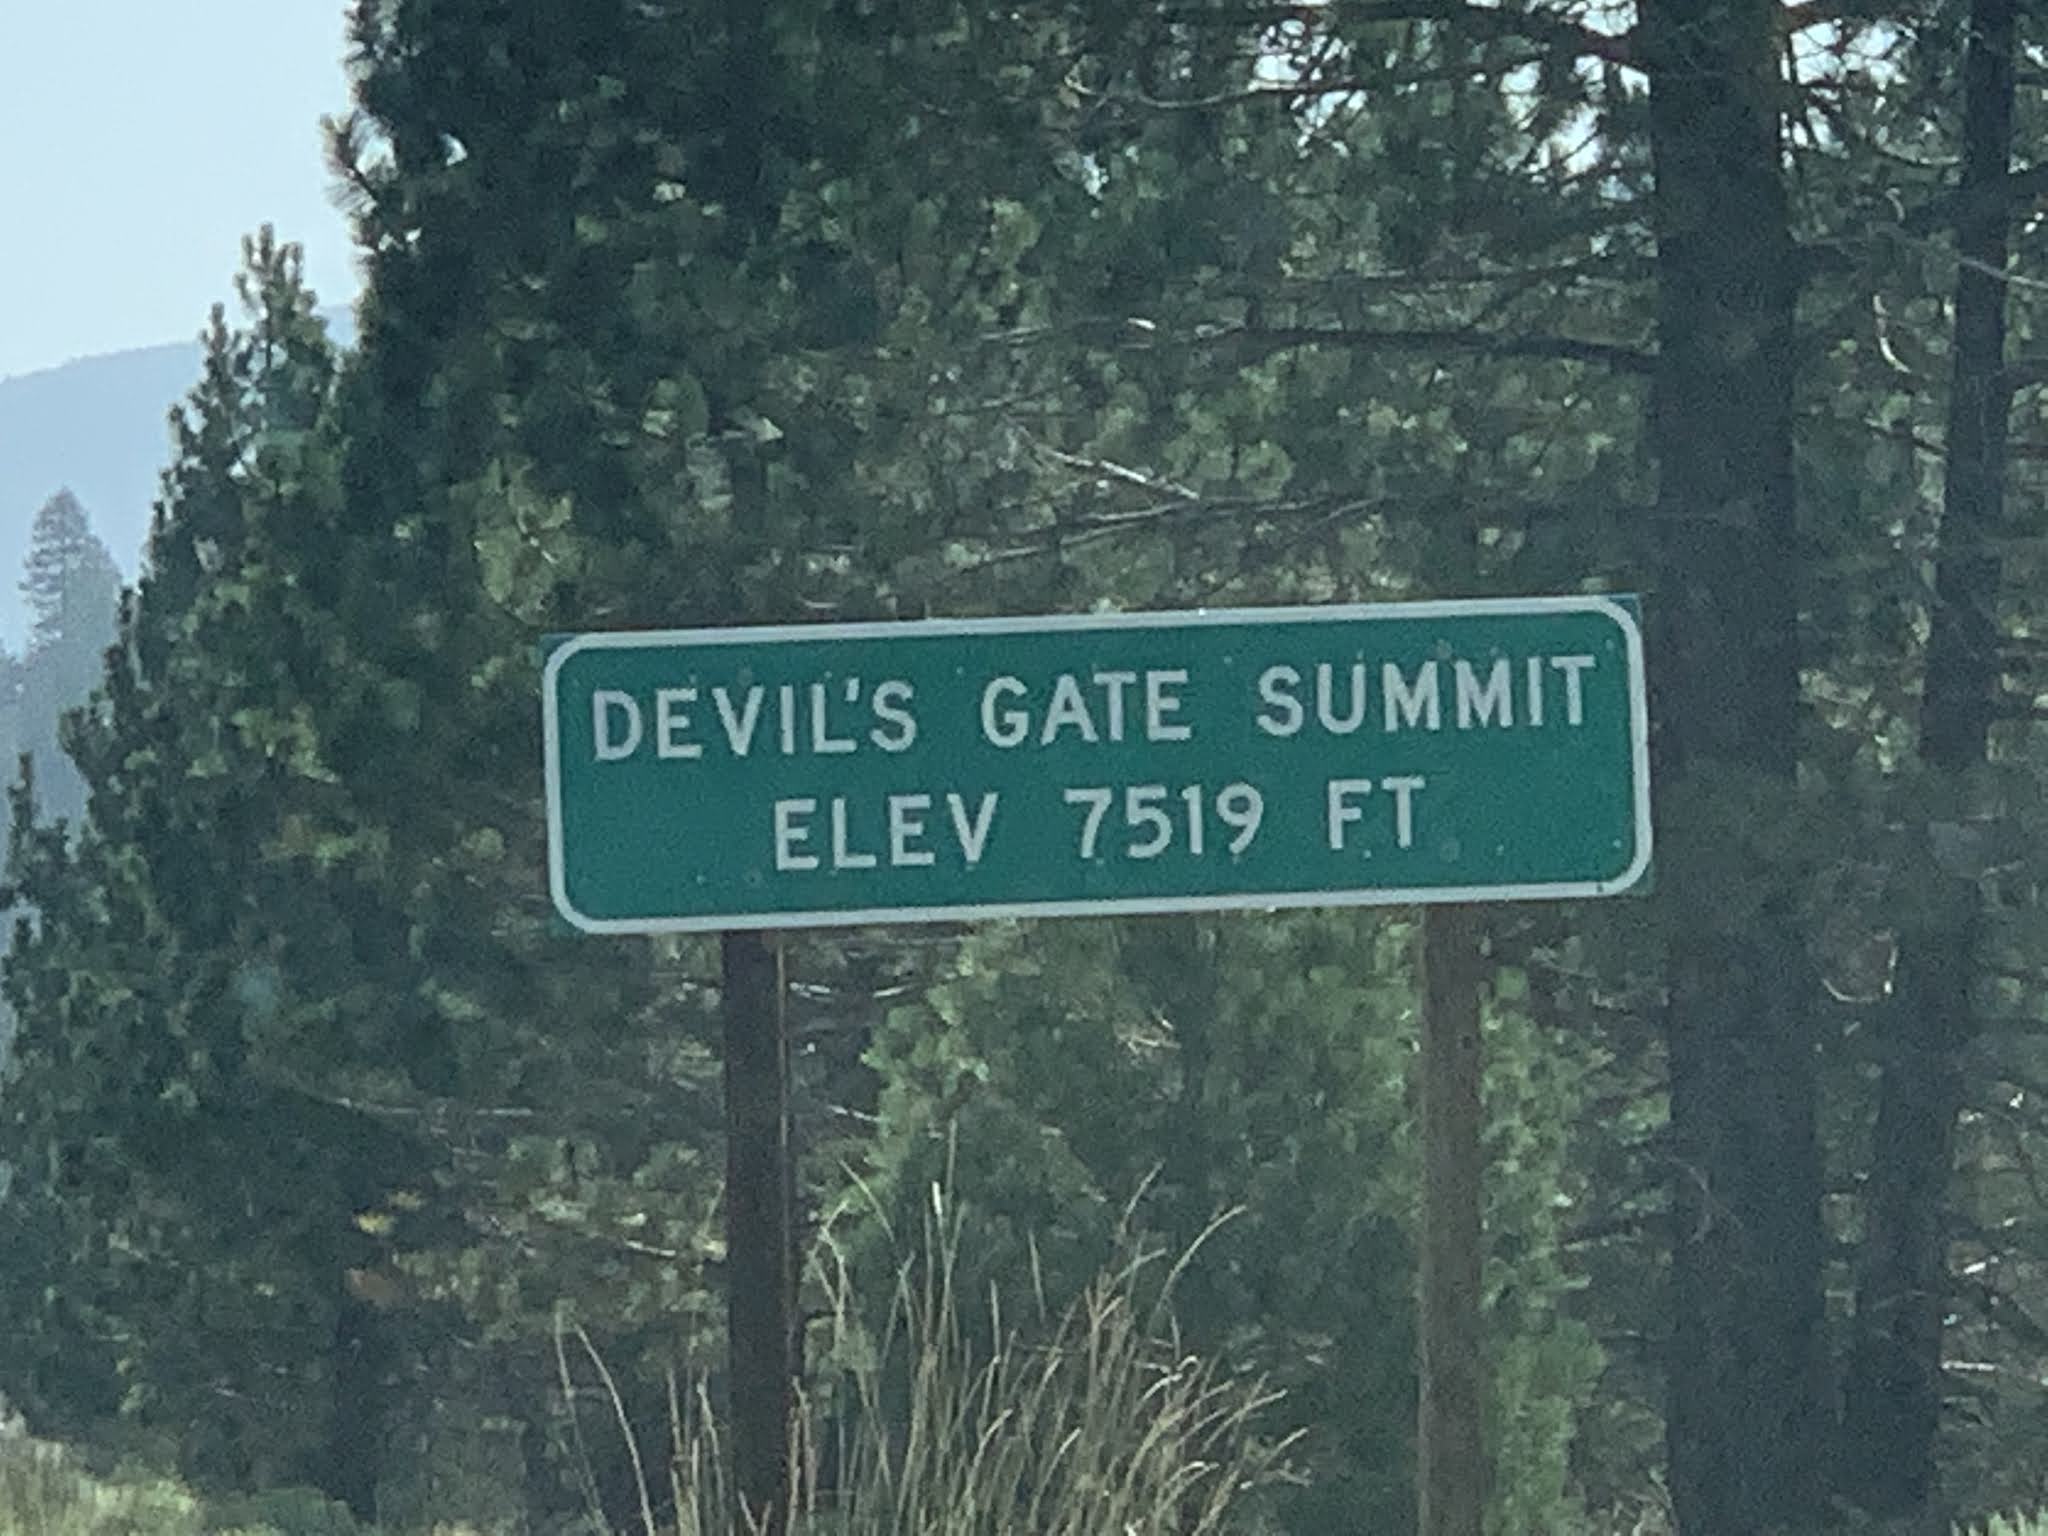 DEVIL'S GATE SUMMIT
ELEV 7519 FT